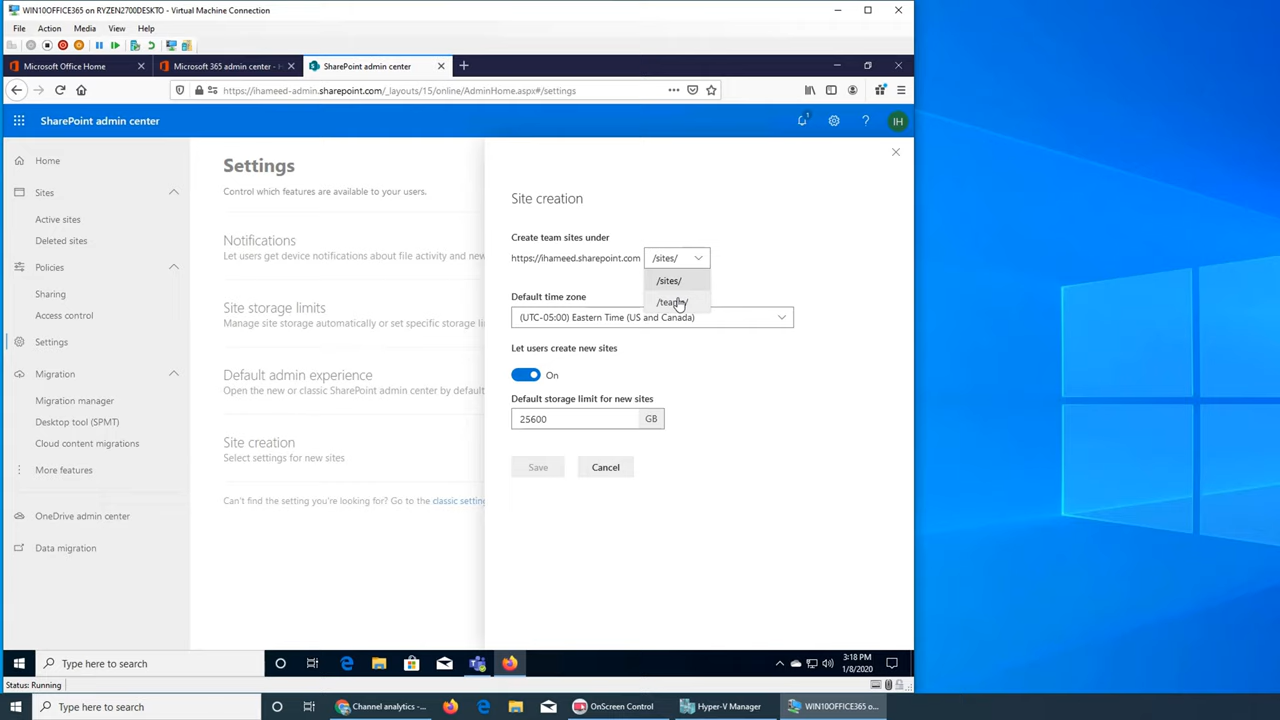 WIN10OFFICE365 on RYZEN2700DESKTO - Virtual Machine Connection
File Action Media View Help
Microsoft Office Home
Microsoft 365 admin center -
SharePoint admin center
https://ihameed-admin.sharepoint.com/_layouts/15/online/AdminHome.aspx#/settings
SharePoint admin center
1
IH
Home
Sites
Active sites
Deleted sites
Policies
Sharing
Access control
Settings
Migration
Migration manager
Desktop tool (SPMT)
Cloud content migrations
More features
OneDrive admin center
Data migration
Settings
Control which features are available to your users.
Notifications
Let users get device notifications about file activity and new
Site storage limits
Manage site storage automatically or set specific storage li
Default admin experience
Open the new or classic SharePoint admin center by default
Site creation
Select settings for new sites
Can't find the setting you're looking for? Go to the classic setting
Site creation
Create team sites under
https://ihameed.sharepoint.com /sites/
/sites/
/teams/
Default time zone
(UTC-05:00) Eastern Time (US and Canada)
Let users create new sites
On
Default storage limit for new sites
25600 GB
Save Cancel
Type here to search
3:18 PM
1/8/2020
Status: Running
Type here to search
Channel analytics -...
OnScreen Control
Hyper-V Manager
WIN10OFFICE365 o...